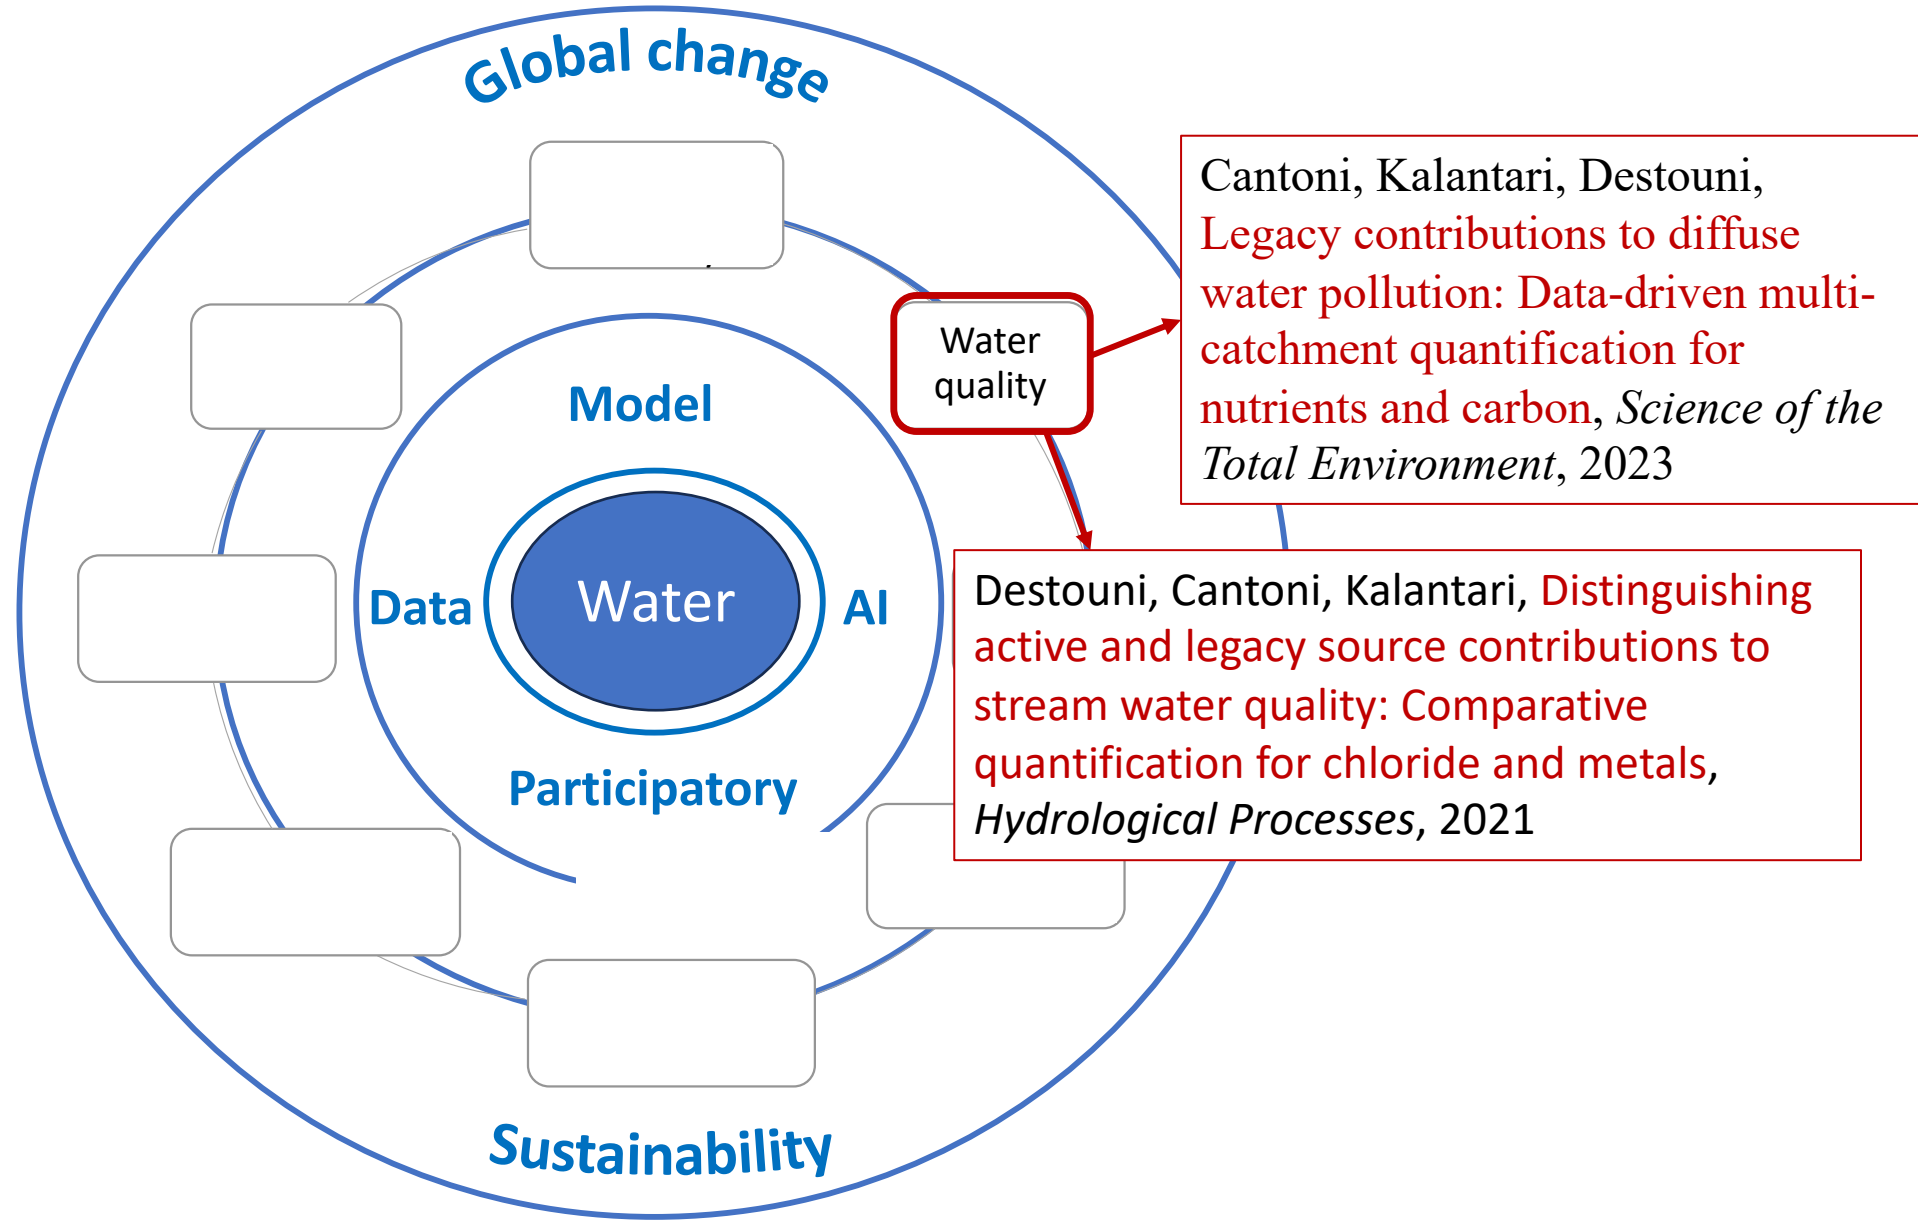 Global change
Cantoni, Kalantari, Destouni,
Legacy contributions to diffuse
water pollution: Data-driven multi-
catchment quantification for
nutrients and carbon, Science of the
Total Environment, 2023
Water
quality
Model
Data
Water
AI
Destouni, Cantoni, Kalantari, Distinguishing
active and legacy source contributions to
stream water quality: Comparative
quantification for chloride and metals,
Hydrological Processes, 2021
Participatory
Sustainability